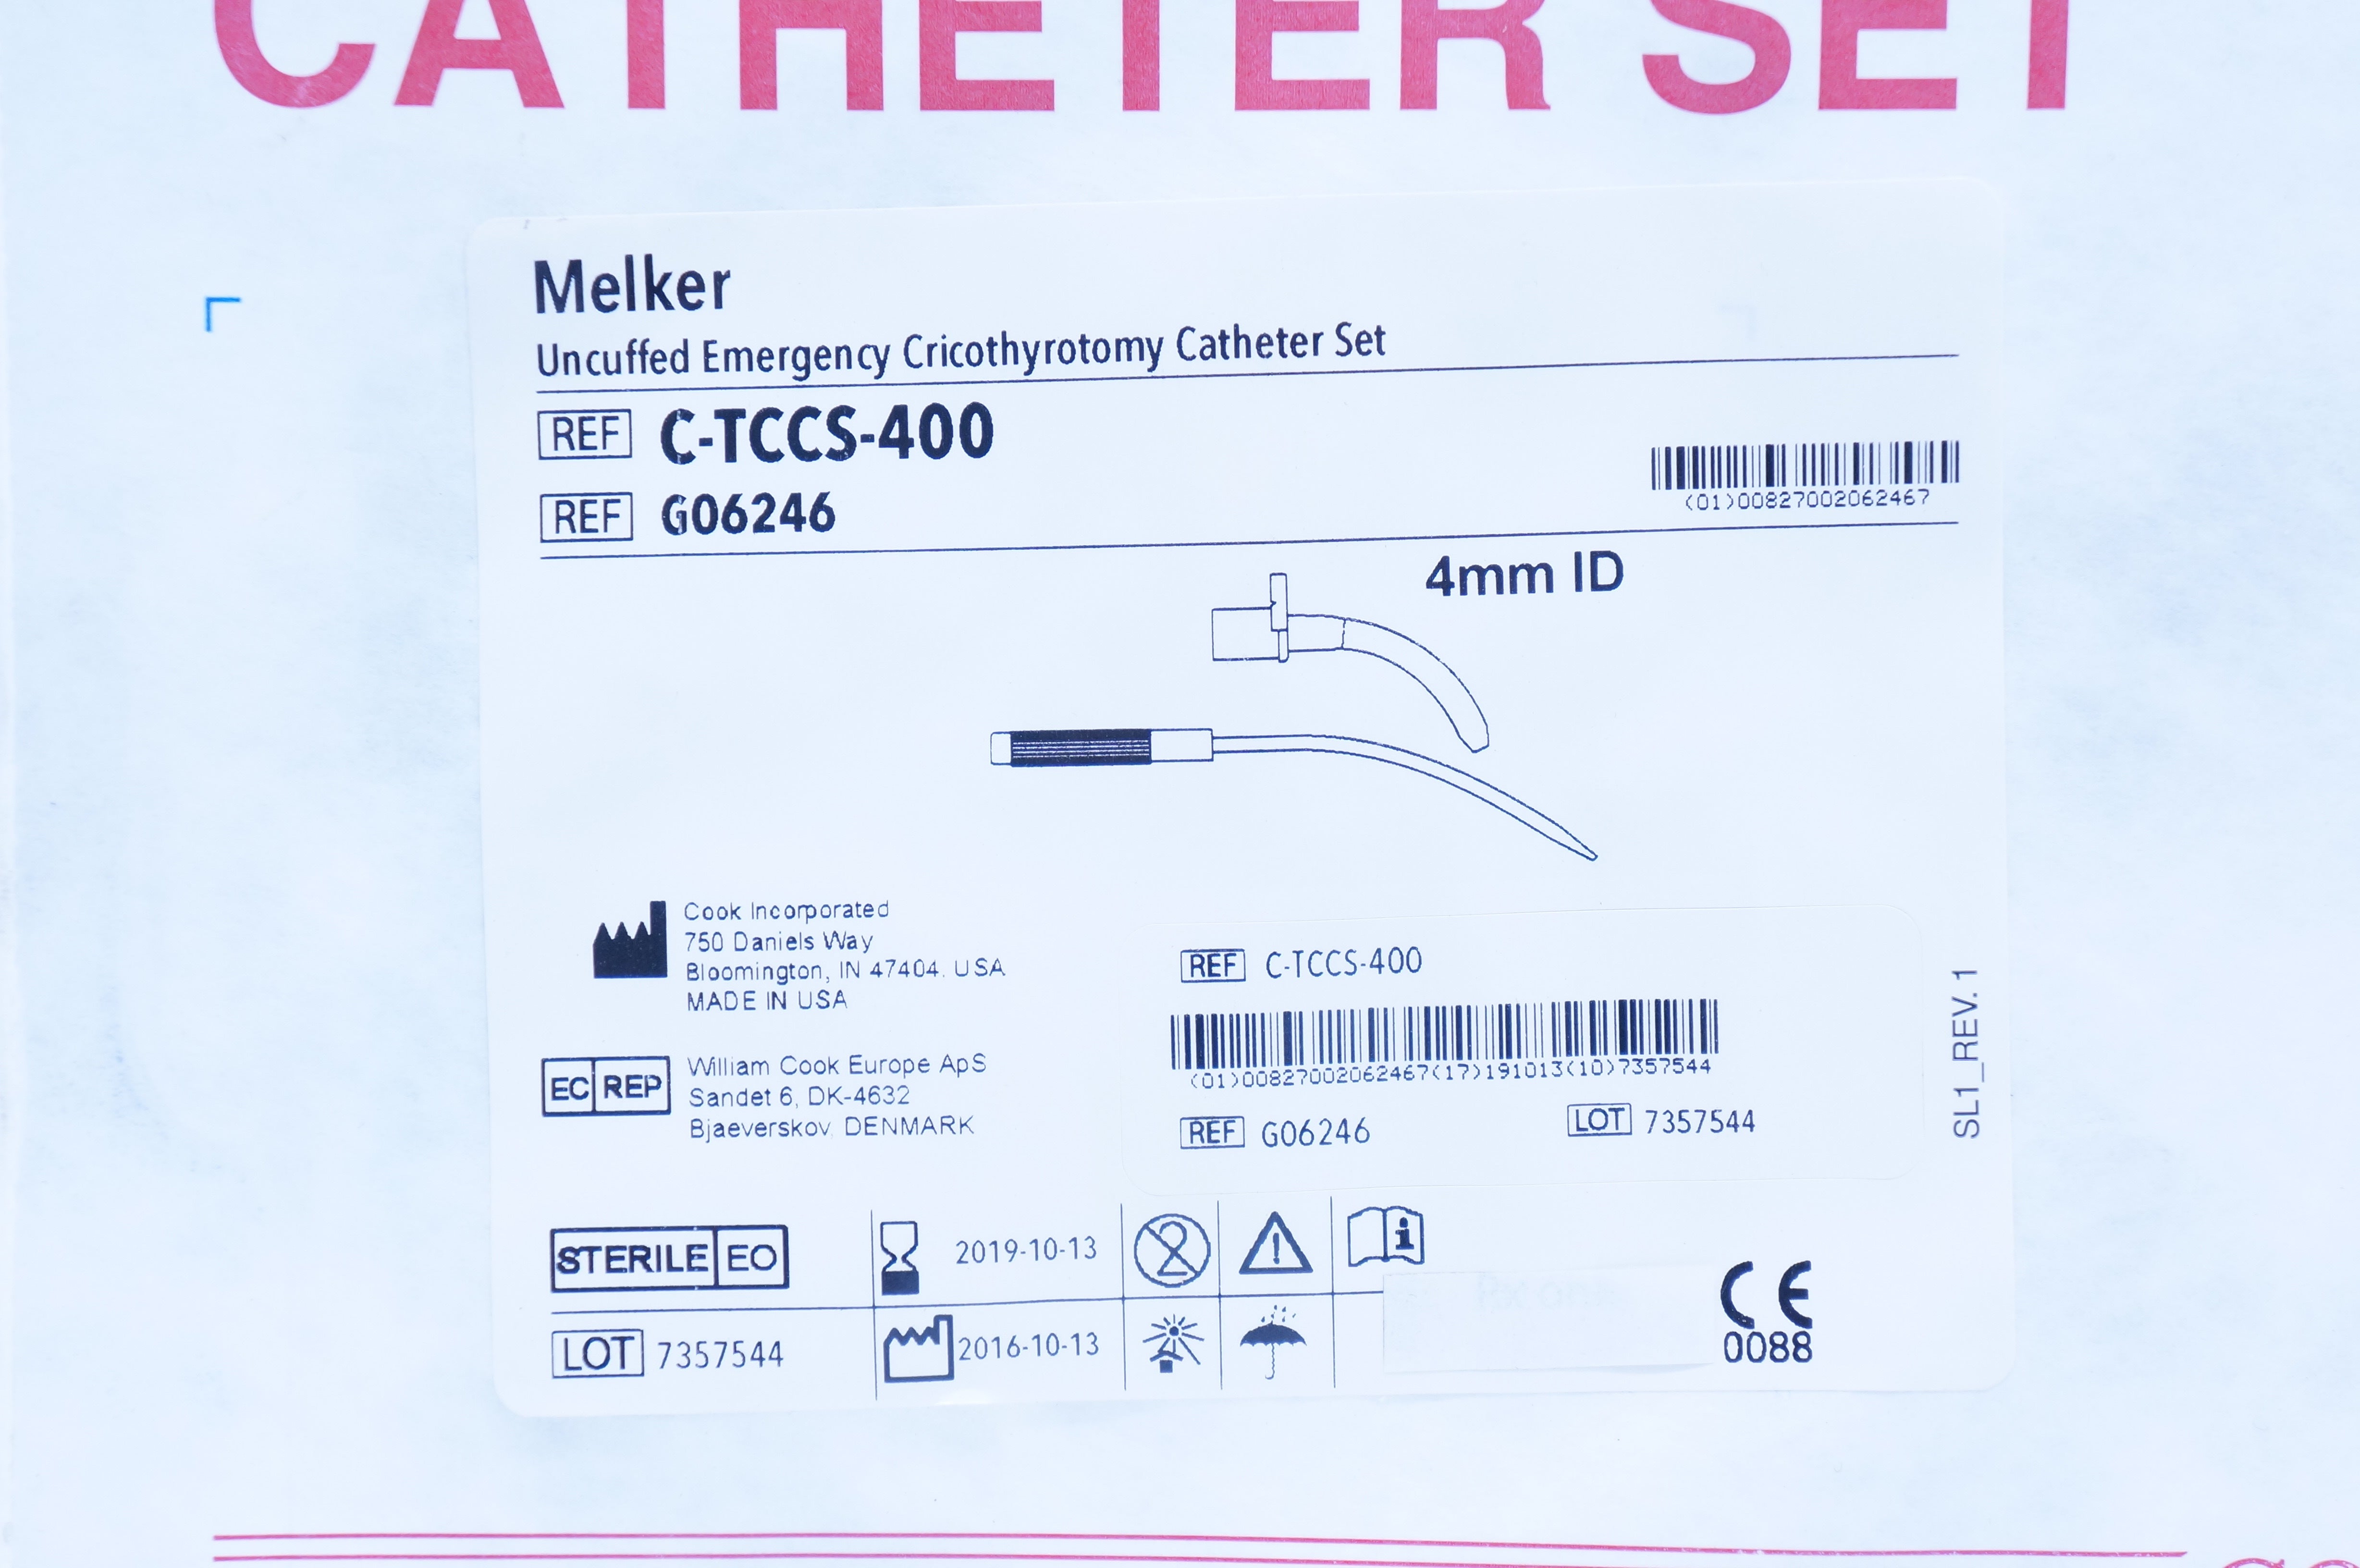 CATHETER SET
Melker
Uncuffed Emergency Cricothyrotomy Catheter Set
REF C-TCCS-400
REF G06246
(01)00827002062467
4mm ID
Cook Incorporated
750 Daniels Way
Bloomington, IN 47404. USA
MADE IN USA
EC REP
William Cook Europe ApS
Sandet 6, DK-4632
Bjaeverskov, DENMARK
REF C-TCCS-400
(01)00827002062467(17)191013(10)7357544
REF G06246
LOT 7357544
SL1_REV. 1
STERILE EO
2019-10-13
2
LOT 7357544
2016-10-13
CE
0088